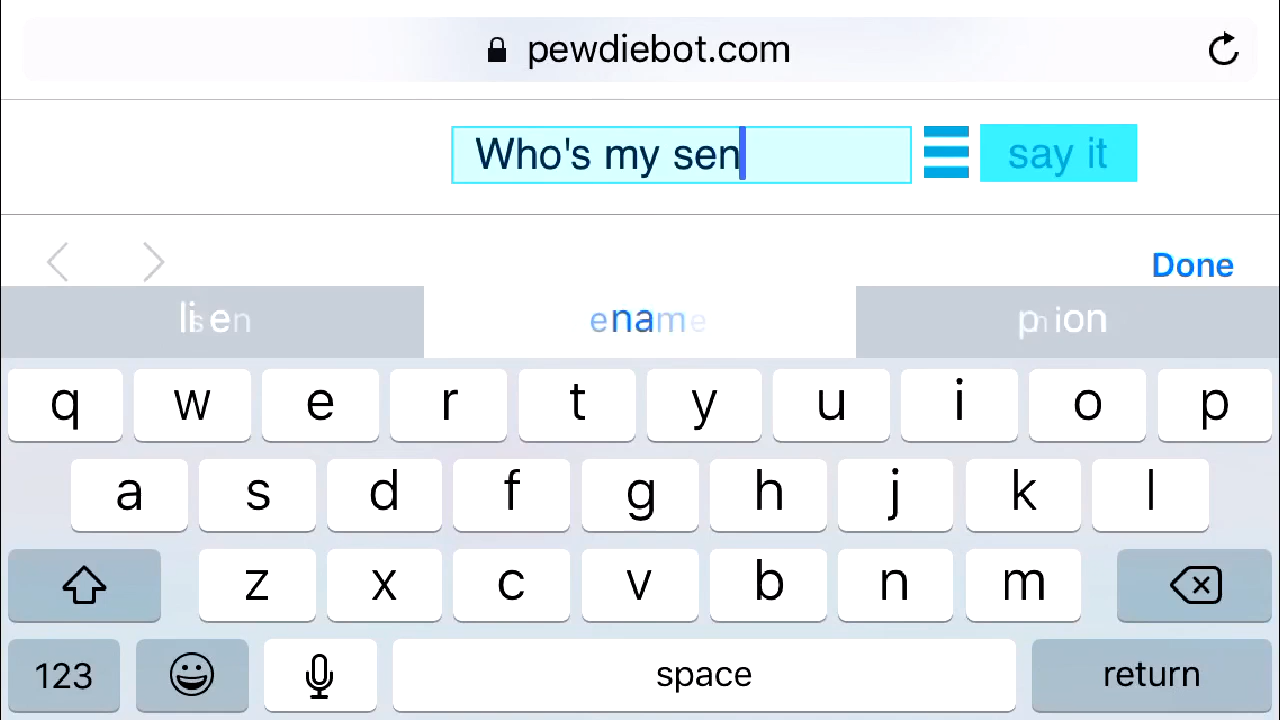 pewdiebot.com
Who's my sen
say it
Done
q w e r t y u i o p
a s d f g h j k l
z x c v b n m
123
space
return